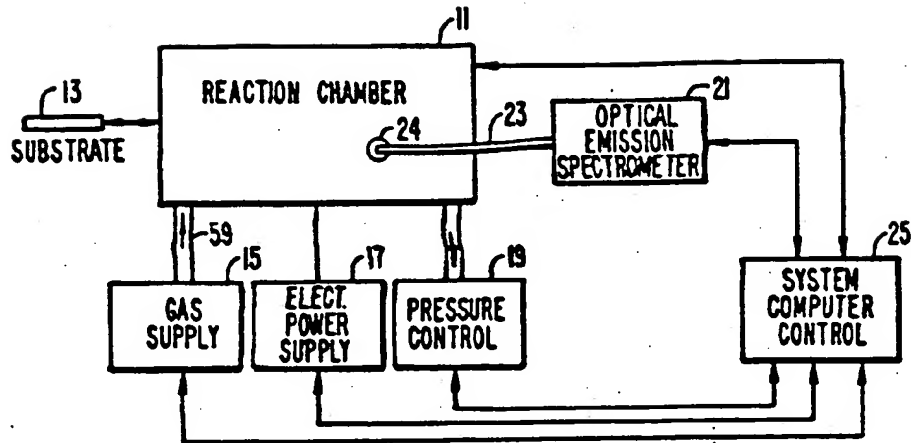 11
REACTION CHAMBER
13
SUBSTRATE
24
23
21
OPTICAL
EMISSION
SPECTROMETER
59
15
GAS
SUPPLY
17
ELECT.
POWER
SUPPLY
19
PRESSURE
CONTROL
25
SYSTEM
COMPUTER
CONTROL